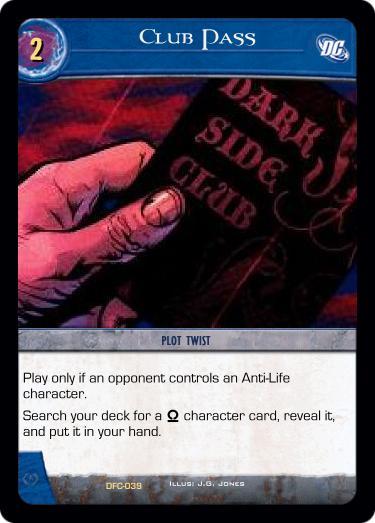 2
Club Pass
DC
DARK
SIDE
CLUB
PLOT TWIST
Play only if an opponent controls an Anti-Life
character.
Search your deck for a Ω character card, reveal it,
and put it in your hand.
DFC-039 Illus: J.G. Jones